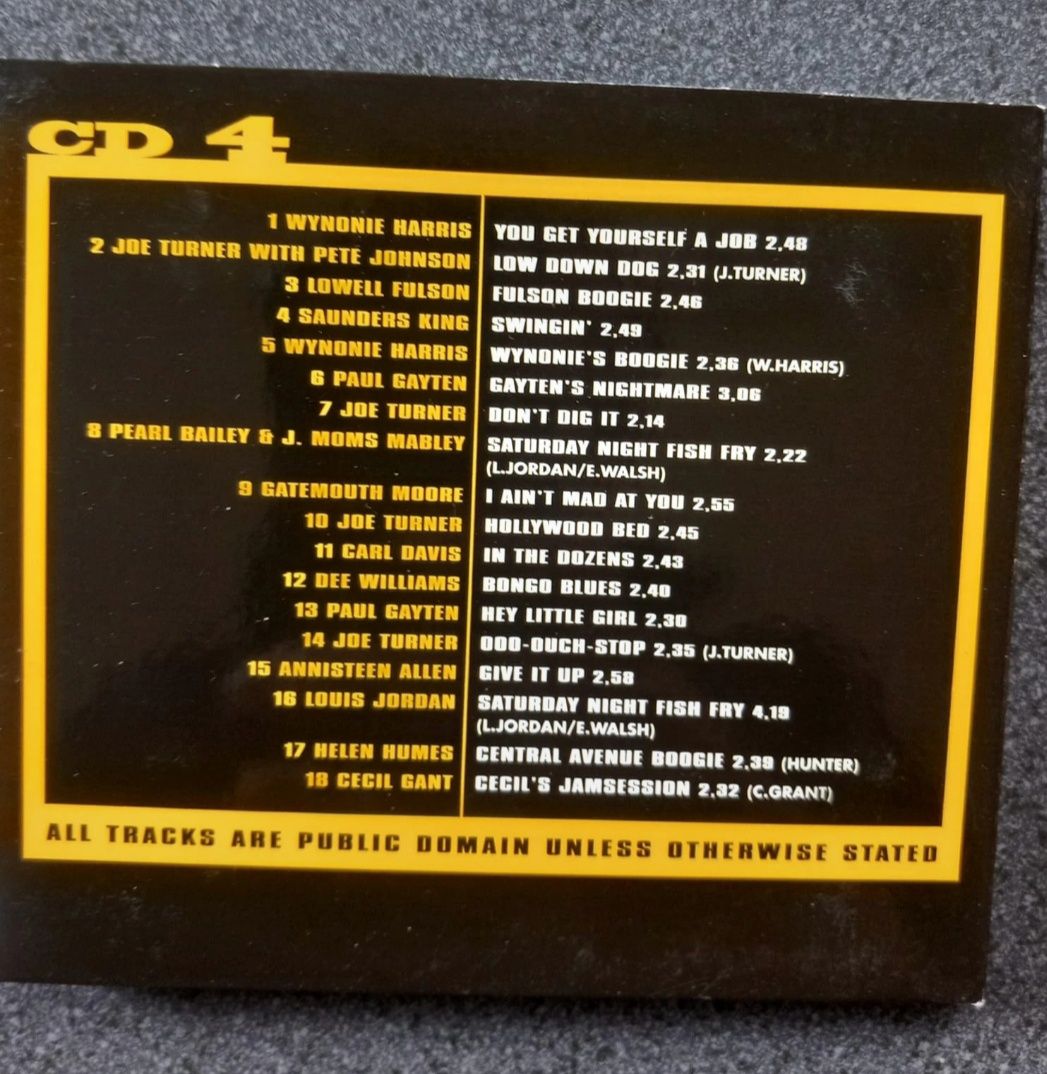 CD 4
1 WYNONIE HARRIS YOU GET YOURSELF A JOB 2,48
2 JOE TURNER WITH PETE JOHNSON LOW DOWN DOG 2,31 (J.TURNER)
3 LOWELL FULSON FULSON BOOGIE 2,46
4 SAUNDERS KING SWINGIN' 2,49
5 WYNONIE HARRIS WYNONIE'S BOOGIE 2,36 (W.HARRIS)
6 PAUL GAYTEN GAYTEN'S NIGHTMARE 3,06
7 JOE TURNER DON'T DIG IT 2,14
8 PEARL BAILEY & J. MOMS MABLEY SATURDAY NIGHT FISH FRY 2,22
(L.JORDAN/E.WALSH)
9 GATEMOUTH MOORE I AIN'T MAD AT YOU 2,55
10 JOE TURNER HOLLYWOOD BED 2,45
11 CARL DAVIS IN THE DOZENS 2,43
12 DEE WILLIAMS BONGO BLUES 2,40
13 PAUL GAYTEN HEY LITTLE GIRL 2,30
14 JOE TURNER OOO-OUCH-STOP 2,35 (J.TURNER)
15 ANNISTEEN ALLEN GIVE IT UP 2,58
16 LOUIS JORDAN SATURDAY NIGHT FISH FRY 4,19
(L.JORDAN/E.WALSH)
17 HELEN HUMES CENTRAL AVENUE BOOGIE 2,39 (HUNTER)
18 CECIL GANT CECIL'S JAMSESSION 2,32 (C.GRANT)
ALL TRACKS ARE PUBLIC DOMAIN UNLESS OTHERWISE STATED